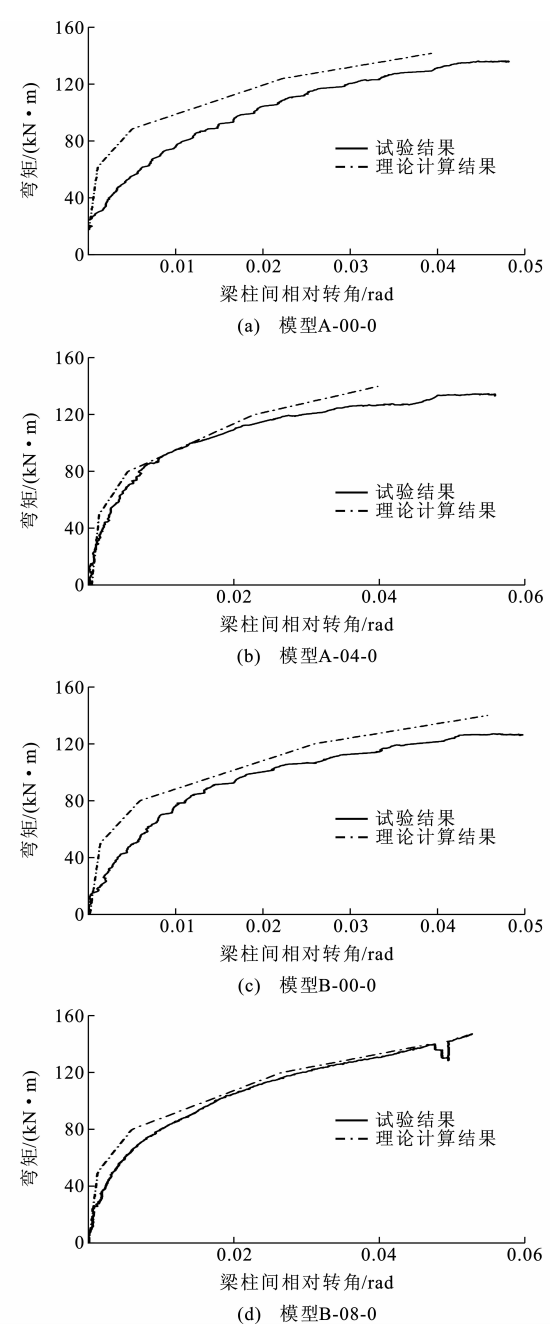 160
120
80
40
0
弯矩/(kN·m)
试验结果
理论计算结果
0.01 0.02 0.03 0.04 0.05
梁柱间相对转角/rad
(a) 模型A-00-0
160
120
80
40
0
弯矩/(kN·m)
试验结果
理论计算结果
0.02 0.04 0.06
梁柱间相对转角/rad
(b) 模型A-04-0
160
120
80
40
0
弯矩/(kN·m)
试验结果
理论计算结果
0.01 0.02 0.03 0.04 0.05
梁柱间相对转角/rad
(c) 模型B-00-0
160
120
80
40
0
弯矩/(kN·m)
试验结果
理论计算结果
0.02 0.04 0.06
梁柱间相对转角/rad
(d) 模型B-08-0